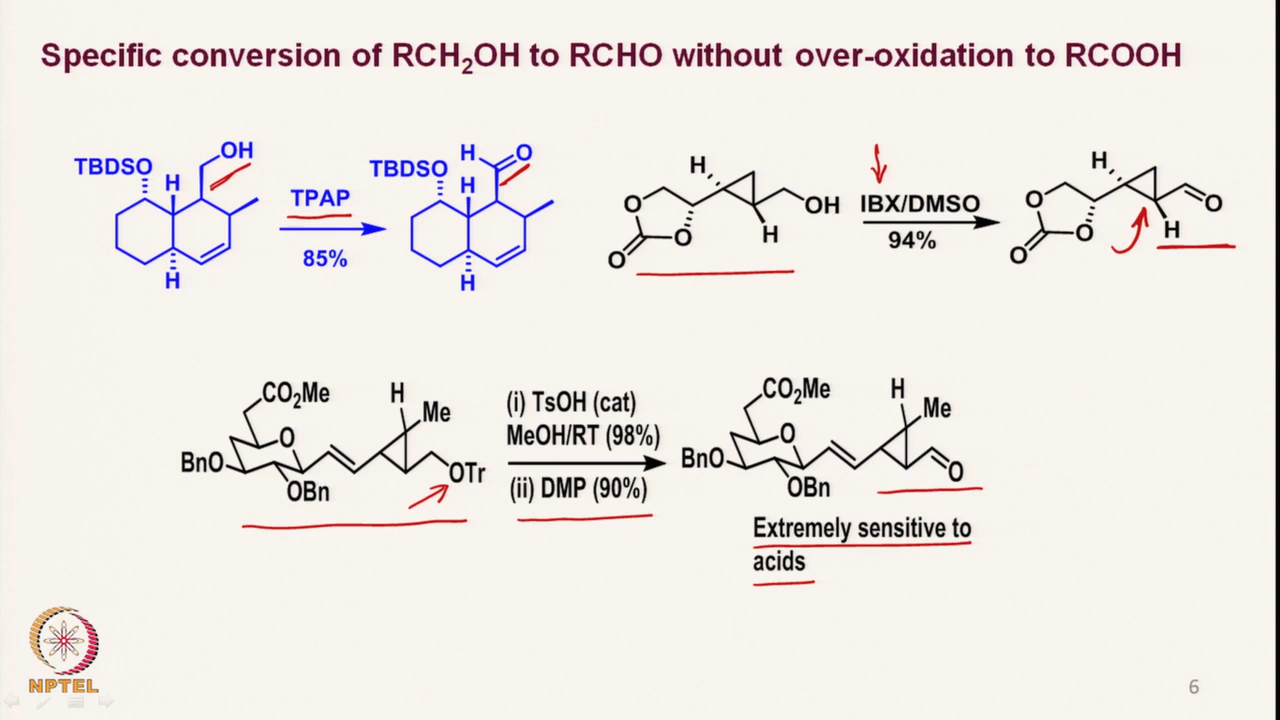 Specific conversion of RCH2OH to RCHO without over-oxidation to RCOOH
TBDSO
H
OH
H
TPAP
85%
TBDSO
H
O
H
H
H
O
O
O
OH
H
IBX/DMSO
94%
H
O
O
O
O
H
CO2Me
O
BnO
OBn
H
Me
OTr
(i) TsOH (cat)
MeOH/RT (98%)
(ii) DMP (90%)
CO2Me
O
BnO
OBn
H
Me
O
Extremely sensitive to
acids
NPTEL
6